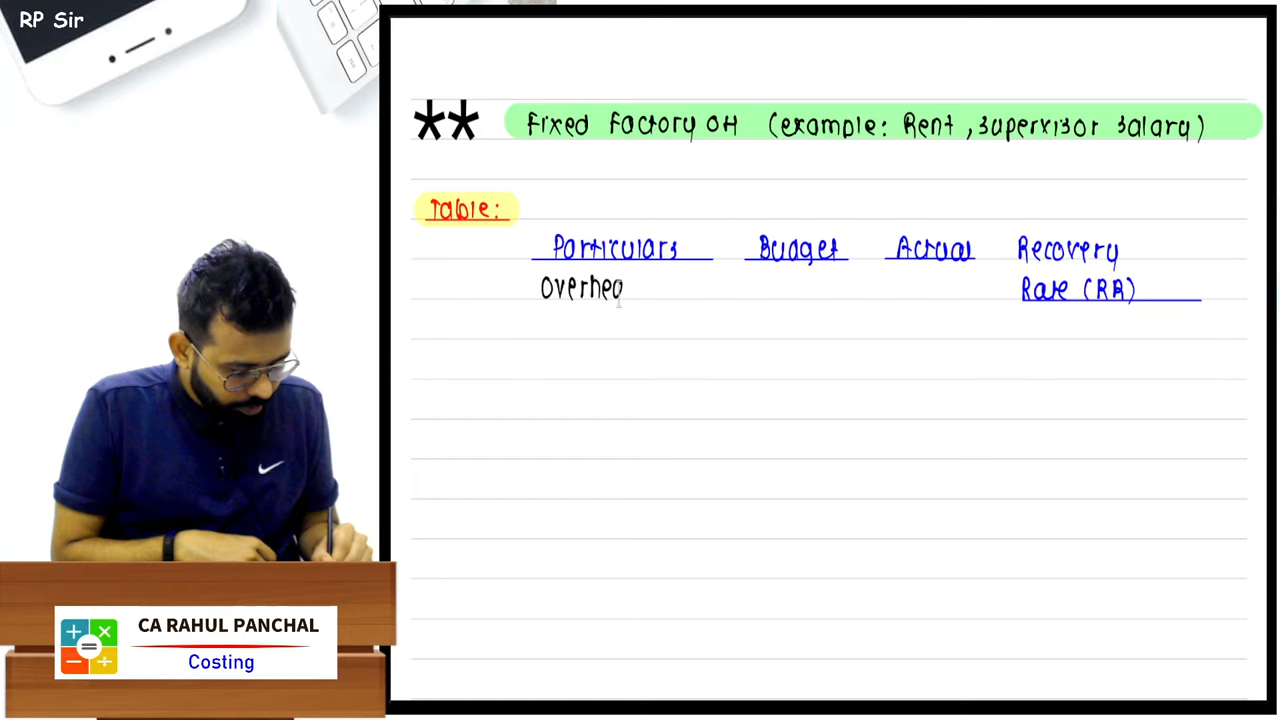 RP Sir
** Fixed Factory OH (example: Rent, supervisor salary)
Table:
Particulars Budget Actual Recovery
Overhea Rate (RR)
CA RAHUL PANCHAL
Costing